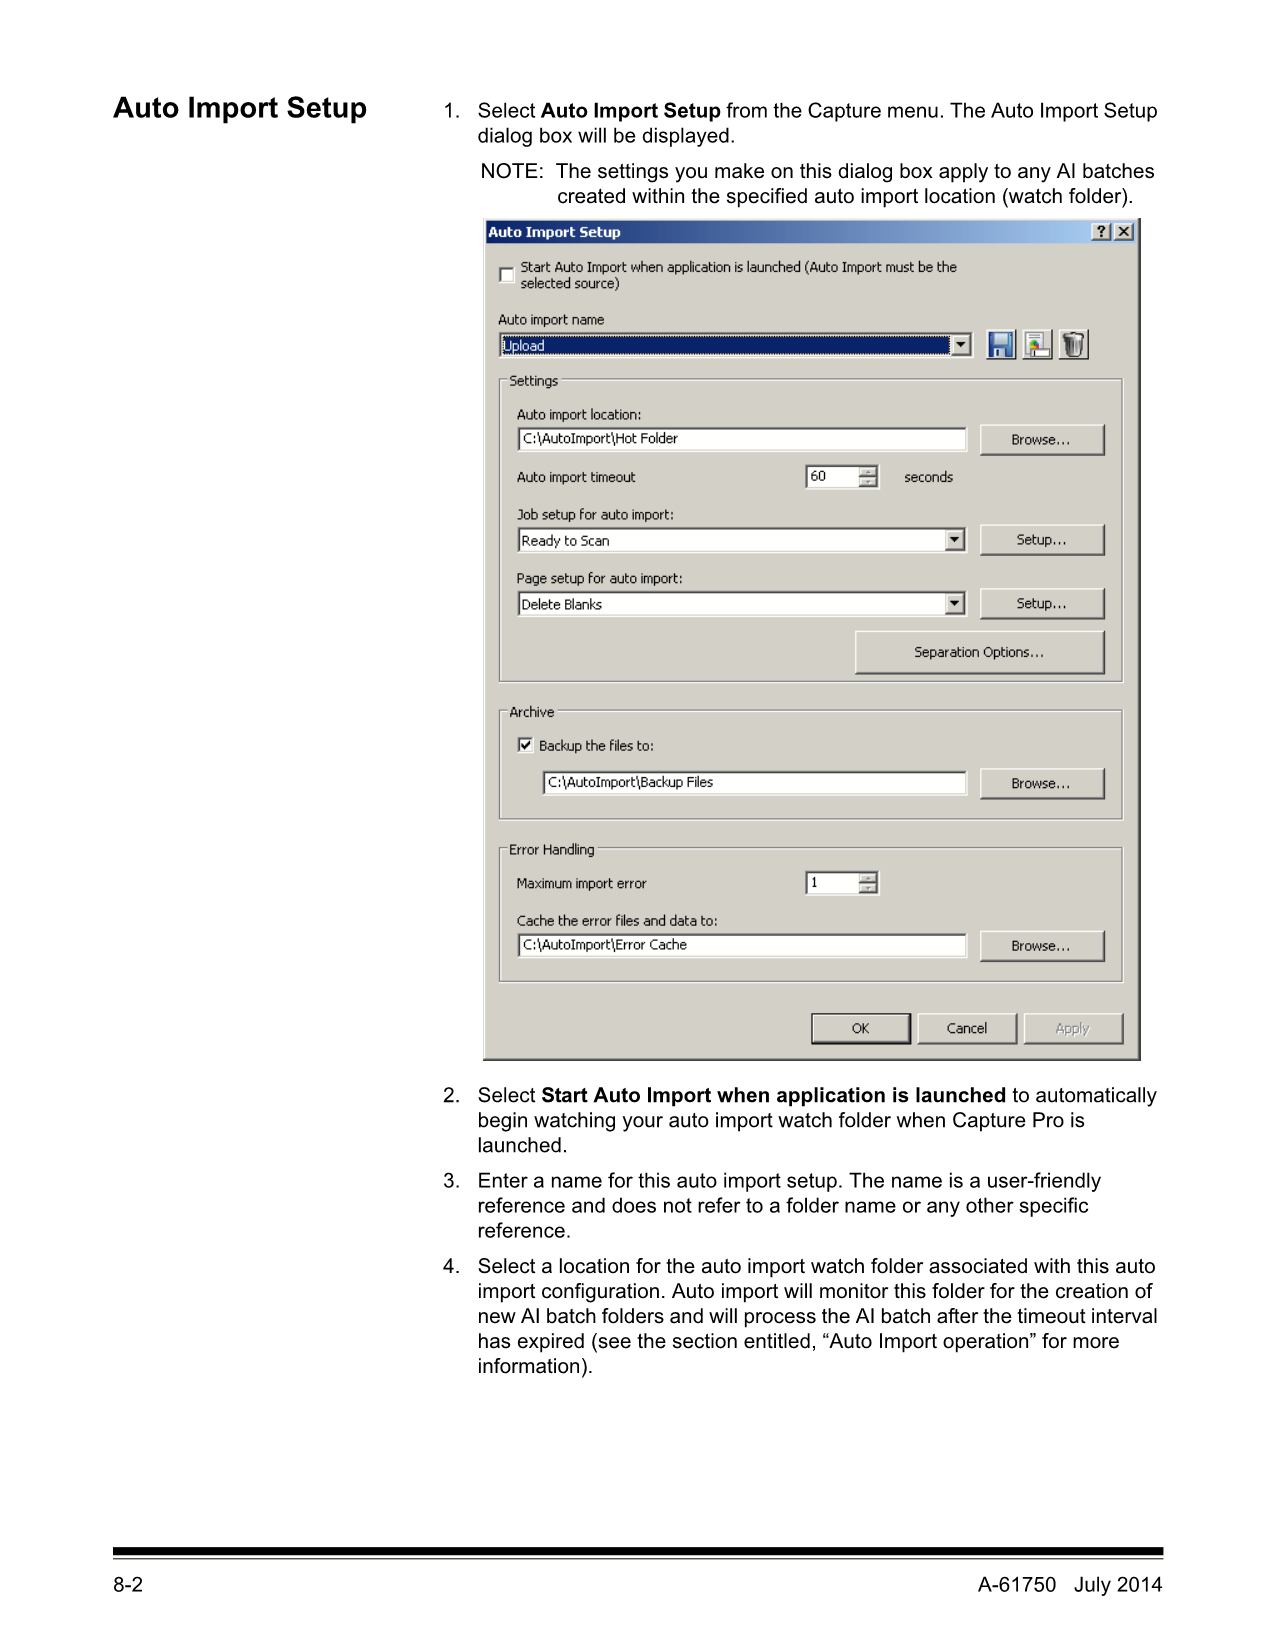 Auto Import Setup
1. Select Auto Import Setup from the Capture menu. The Auto Import Setup
dialog box will be displayed.
NOTE: The settings you make on this dialog box apply to any AI batches
created within the specified auto import location (watch folder).
Auto Import Setup
Start Auto Import when application is launched (Auto Import must be the
selected source)
Auto import name
Upload
Settings
Auto import location:
C:\AutoImport\Hot Folder Browse...
Auto import timeout 60 seconds
Job setup for auto import:
Ready to Scan Setup...
Page setup for auto import:
Delete Blanks Setup...
Separation Options...
Archive
Backup the files to:
C:\AutoImport\Backup Files Browse...
Error Handling
Maximum import error 1
Cache the error files and data to:
C:\AutoImport\Error Cache Browse...
OK Cancel Apply
2. Select Start Auto Import when application is launched to automatically
begin watching your auto import watch folder when Capture Pro is
launched.
3. Enter a name for this auto import setup. The name is a user-friendly
reference and does not refer to a folder name or any other specific
reference.
4. Select a location for the auto import watch folder associated with this auto
import configuration. Auto import will monitor this folder for the creation of
new AI batch folders and will process the AI batch after the timeout interval
has expired (see the section entitled, “Auto Import operation” for more
information).
8-2 A-61750 July 2014